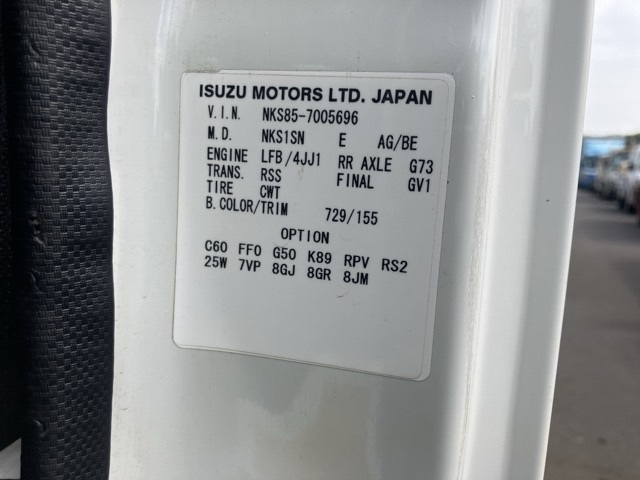 ISUZU MOTORS LTD. JAPAN
V.I.N. NKS85-7005696
M.D. NKS1SN E AG/BE
ENGINE LFB/4JJ1 RR AXLE G73
TRANS. RSS FINAL GV1
TIRE CWT
B.COLOR/TRIM 729/155
OPTION
C60 FF0 G50 K89 RPV RS2
25W 7VP 8GJ 8GR 8JM